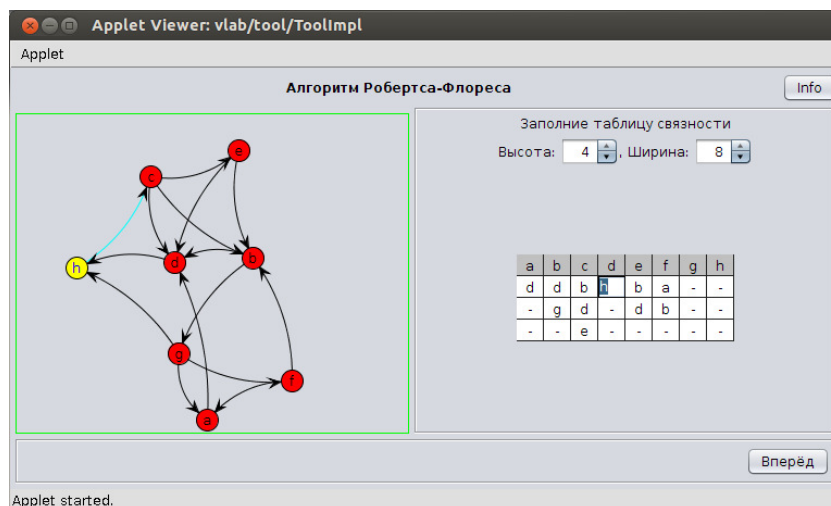 Applet Viewer: vlab/tool/ToolImpl
Applet
Алгоритм Робертса-Флореса
Info
Заполние таблицу связности
Высота: 4 , Ширина: 8
e
c
h
d
b
g
f
a
a b c d e f g h
d d b h b a - -
- g d - d b - -
- - e - - - - -
Вперёд
Applet started.